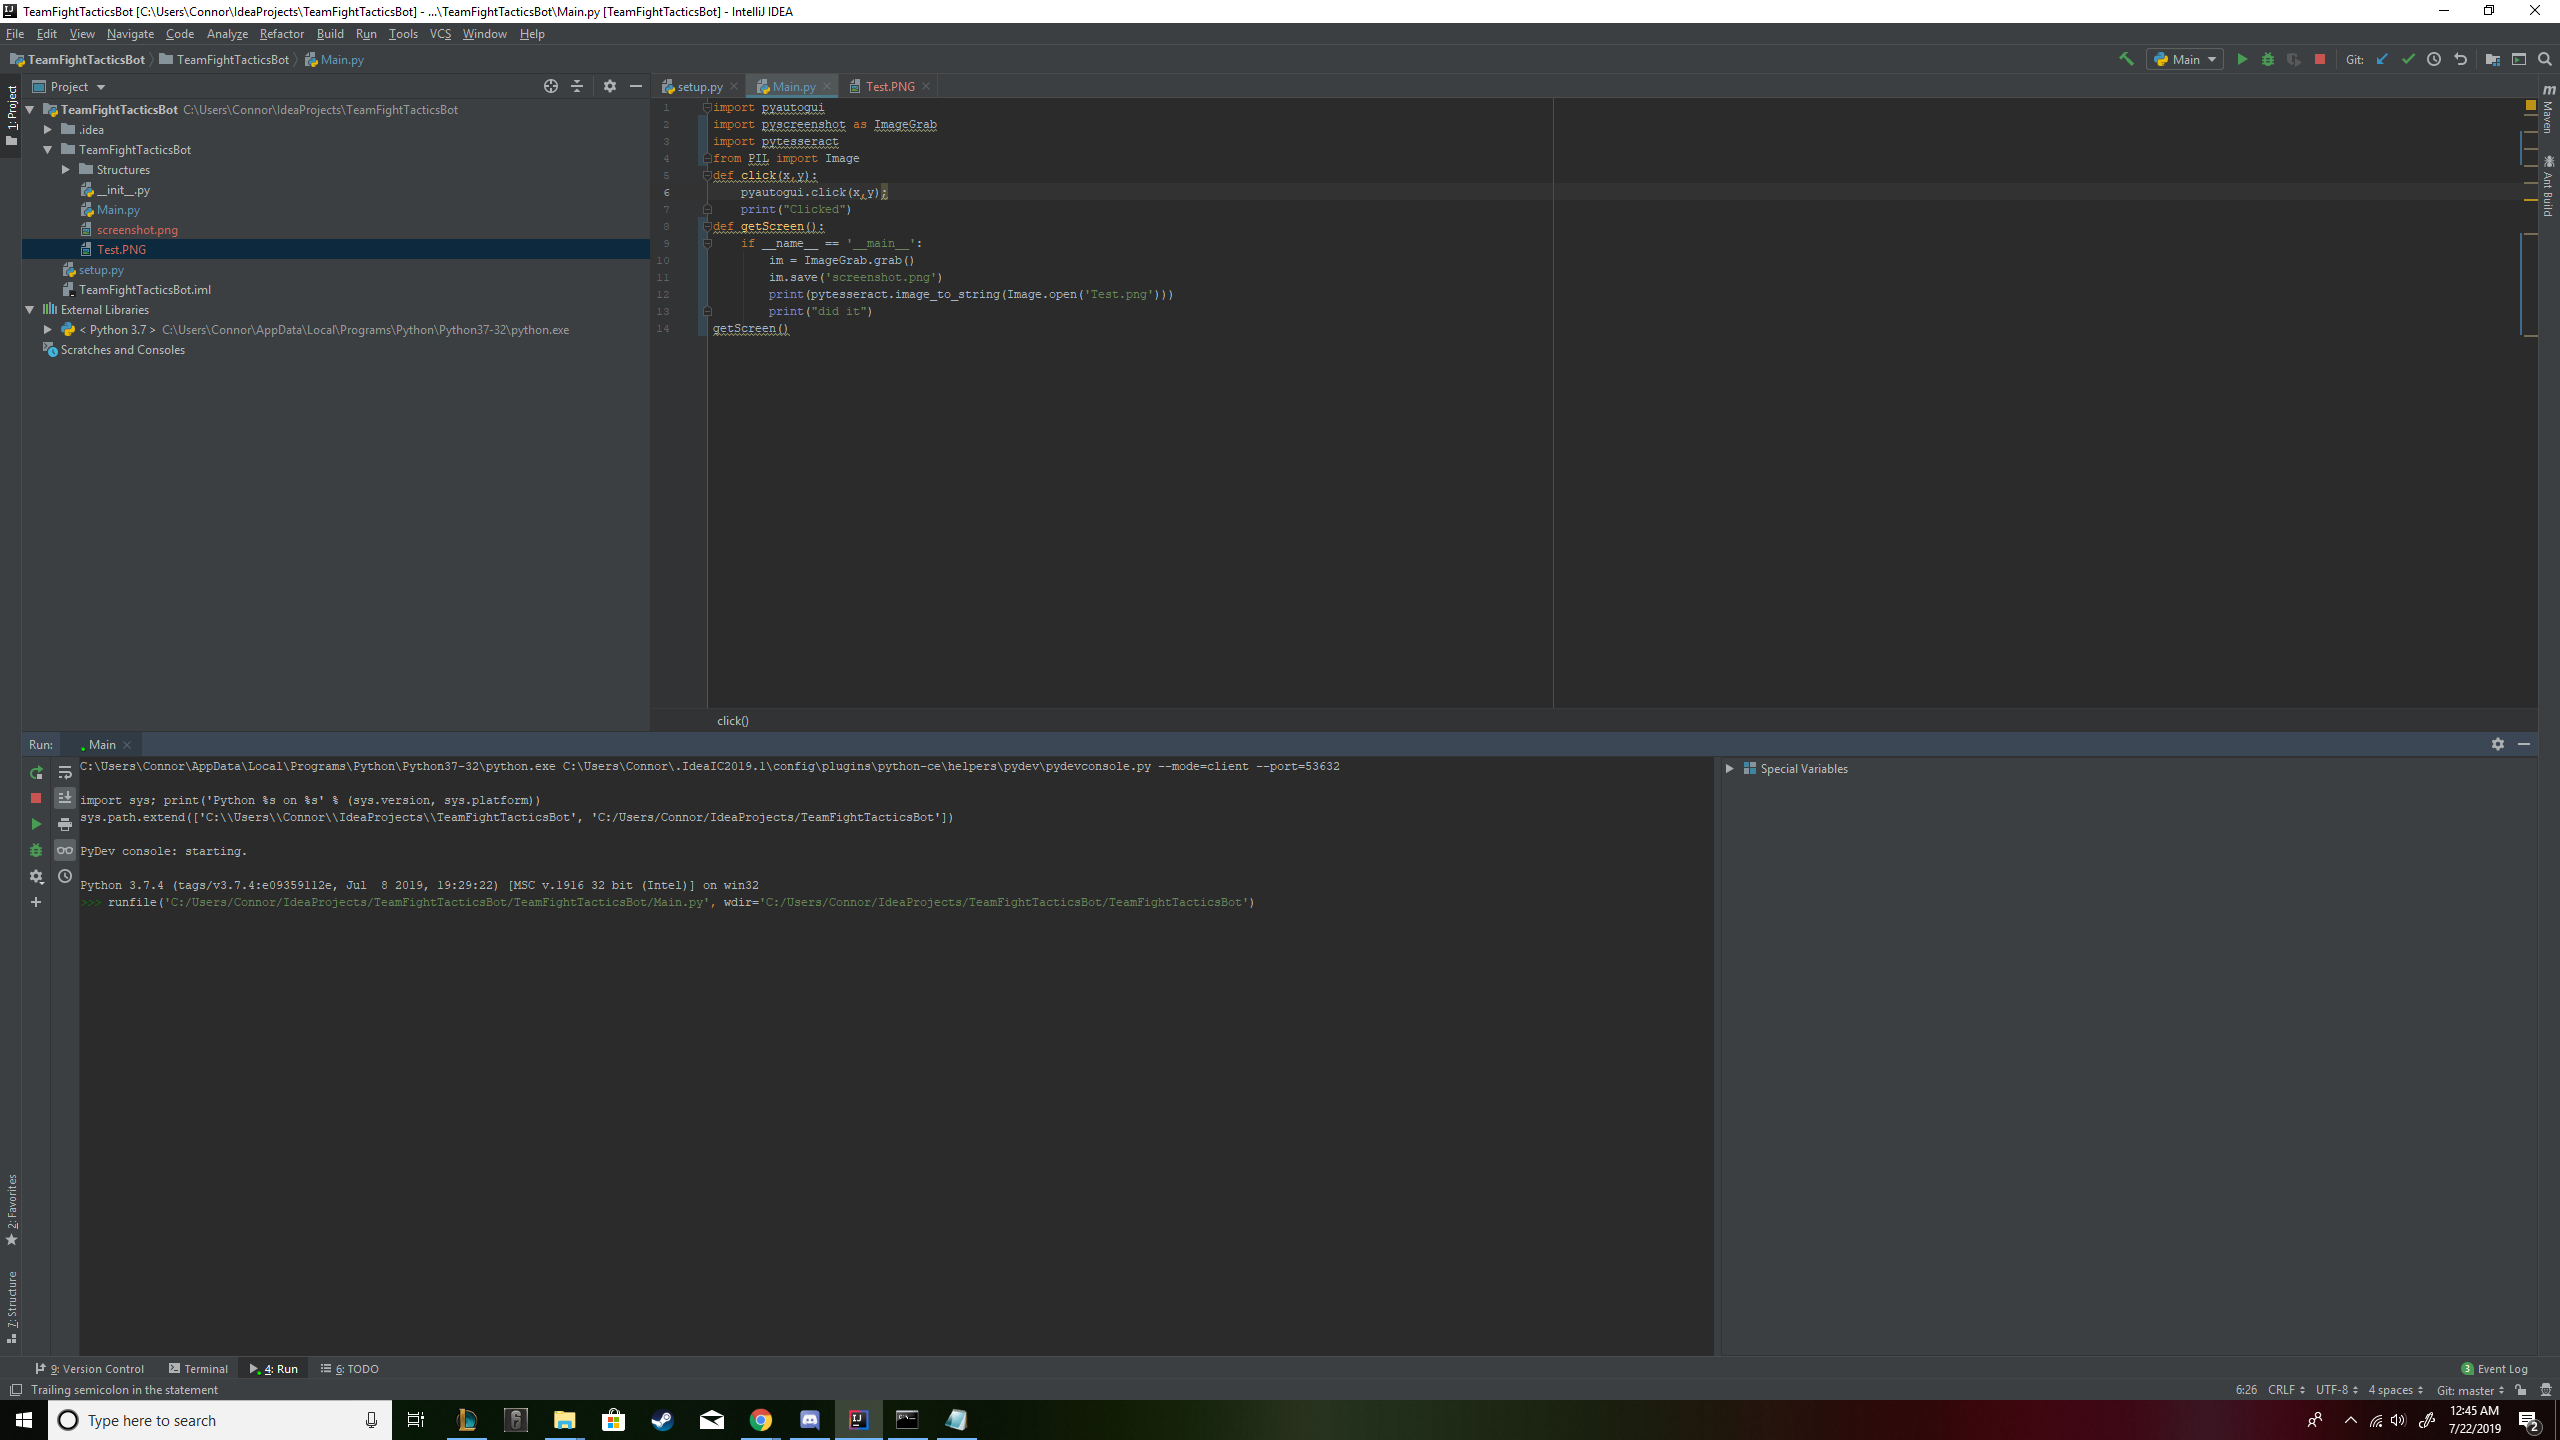 TeamFightTacticsBot [C:\Users\Connor\IdeaProjects\TeamFightTacticsBot] - ...\TeamFightTacticsBot\Main.py [TeamFightTacticsBot] - IntelliJ IDEA
File Edit View Navigate Code Analyze Refactor Build Run Tools VCS Window Help
TeamFightTacticsBot TeamFightTacticsBot Main.py
Main Git:
Project
1: Project
TeamFightTacticsBot C:\Users\Connor\IdeaProjects\TeamFightTacticsBot
.idea
TeamFightTacticsBot
Structures
__init__.py
Main.py
screenshot.png
Test.PNG
setup.py
TeamFightTacticsBot.iml
External Libraries
< Python 3.7 > C:\Users\Connor\AppData\Local\Programs\Python\Python37-32\python.exe
Scratches and Consoles
setup.py Main.py Test.PNG
1 import pyautogui
2 import pyscreenshot as ImageGrab
3 import pytesseract
4 from PIL import Image
5 def click(x,y):
6 pyautogui.click(x,y);
7 print("Clicked")
8 def getScreen():
9 if __name__ == '__main__':
10 im = ImageGrab.grab()
11 im.save('screenshot.png')
12 print(pytesseract.image_to_string(Image.open('Test.png')))
13 print("did it")
14 getScreen()
click()
m Maven
Ant Build
Run: Main
C:\Users\Connor\AppData\Local\Programs\Python\Python37-32\python.exe C:\Users\Connor\.IdeaIC2019.1\config\plugins\python-ce\helpers\pydev\pydevconsole.py --mode=client --port=53632
import sys; print('Python %s on %s' % (sys.version, sys.platform))
sys.path.extend(['C:\\Users\\Connor\\IdeaProjects\\TeamFightTacticsBot', 'C:/Users/Connor/IdeaProjects/TeamFightTacticsBot'])
PyDev console: starting.
Python 3.7.4 (tags/v3.7.4:e09359112e, Jul  8 2019, 19:29:22) [MSC v.1916 32 bit (Intel)] on win32
>>> runfile('C:/Users/Connor/IdeaProjects/TeamFightTacticsBot/TeamFightTacticsBot/Main.py', wdir='C:/Users/Connor/IdeaProjects/TeamFightTacticsBot/TeamFightTacticsBot')
Special Variables
2: Favorites
7: Structure
9: Version Control Terminal 4: Run 6: TODO
3 Event Log
Trailing semicolon in the statement
6:26 CRLF UTF-8 4 spaces Git: master
Type here to search
12:45 AM
7/22/2019
2